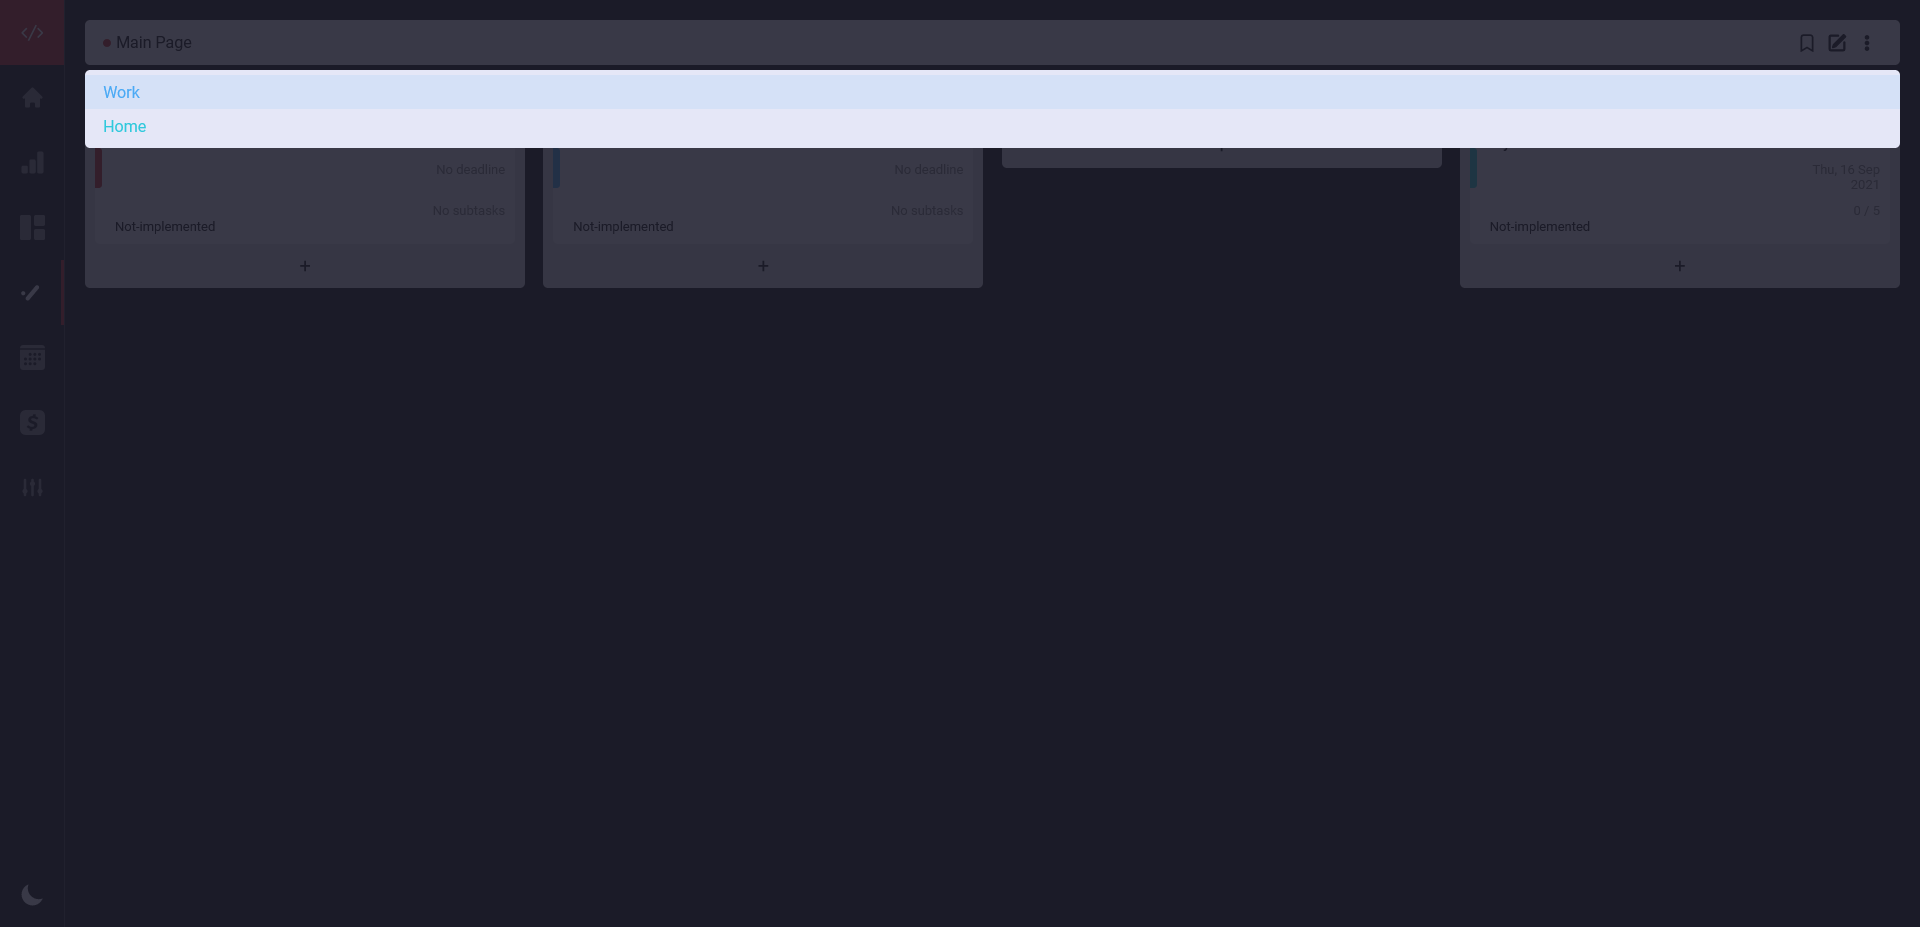 Main Page
Work
Home
No deadline
No subtasks
Not-implemented
+
No deadline
No subtasks
Not-implemented
+
Thu, 16 Sep
2021
0 / 5
Not-implemented
+